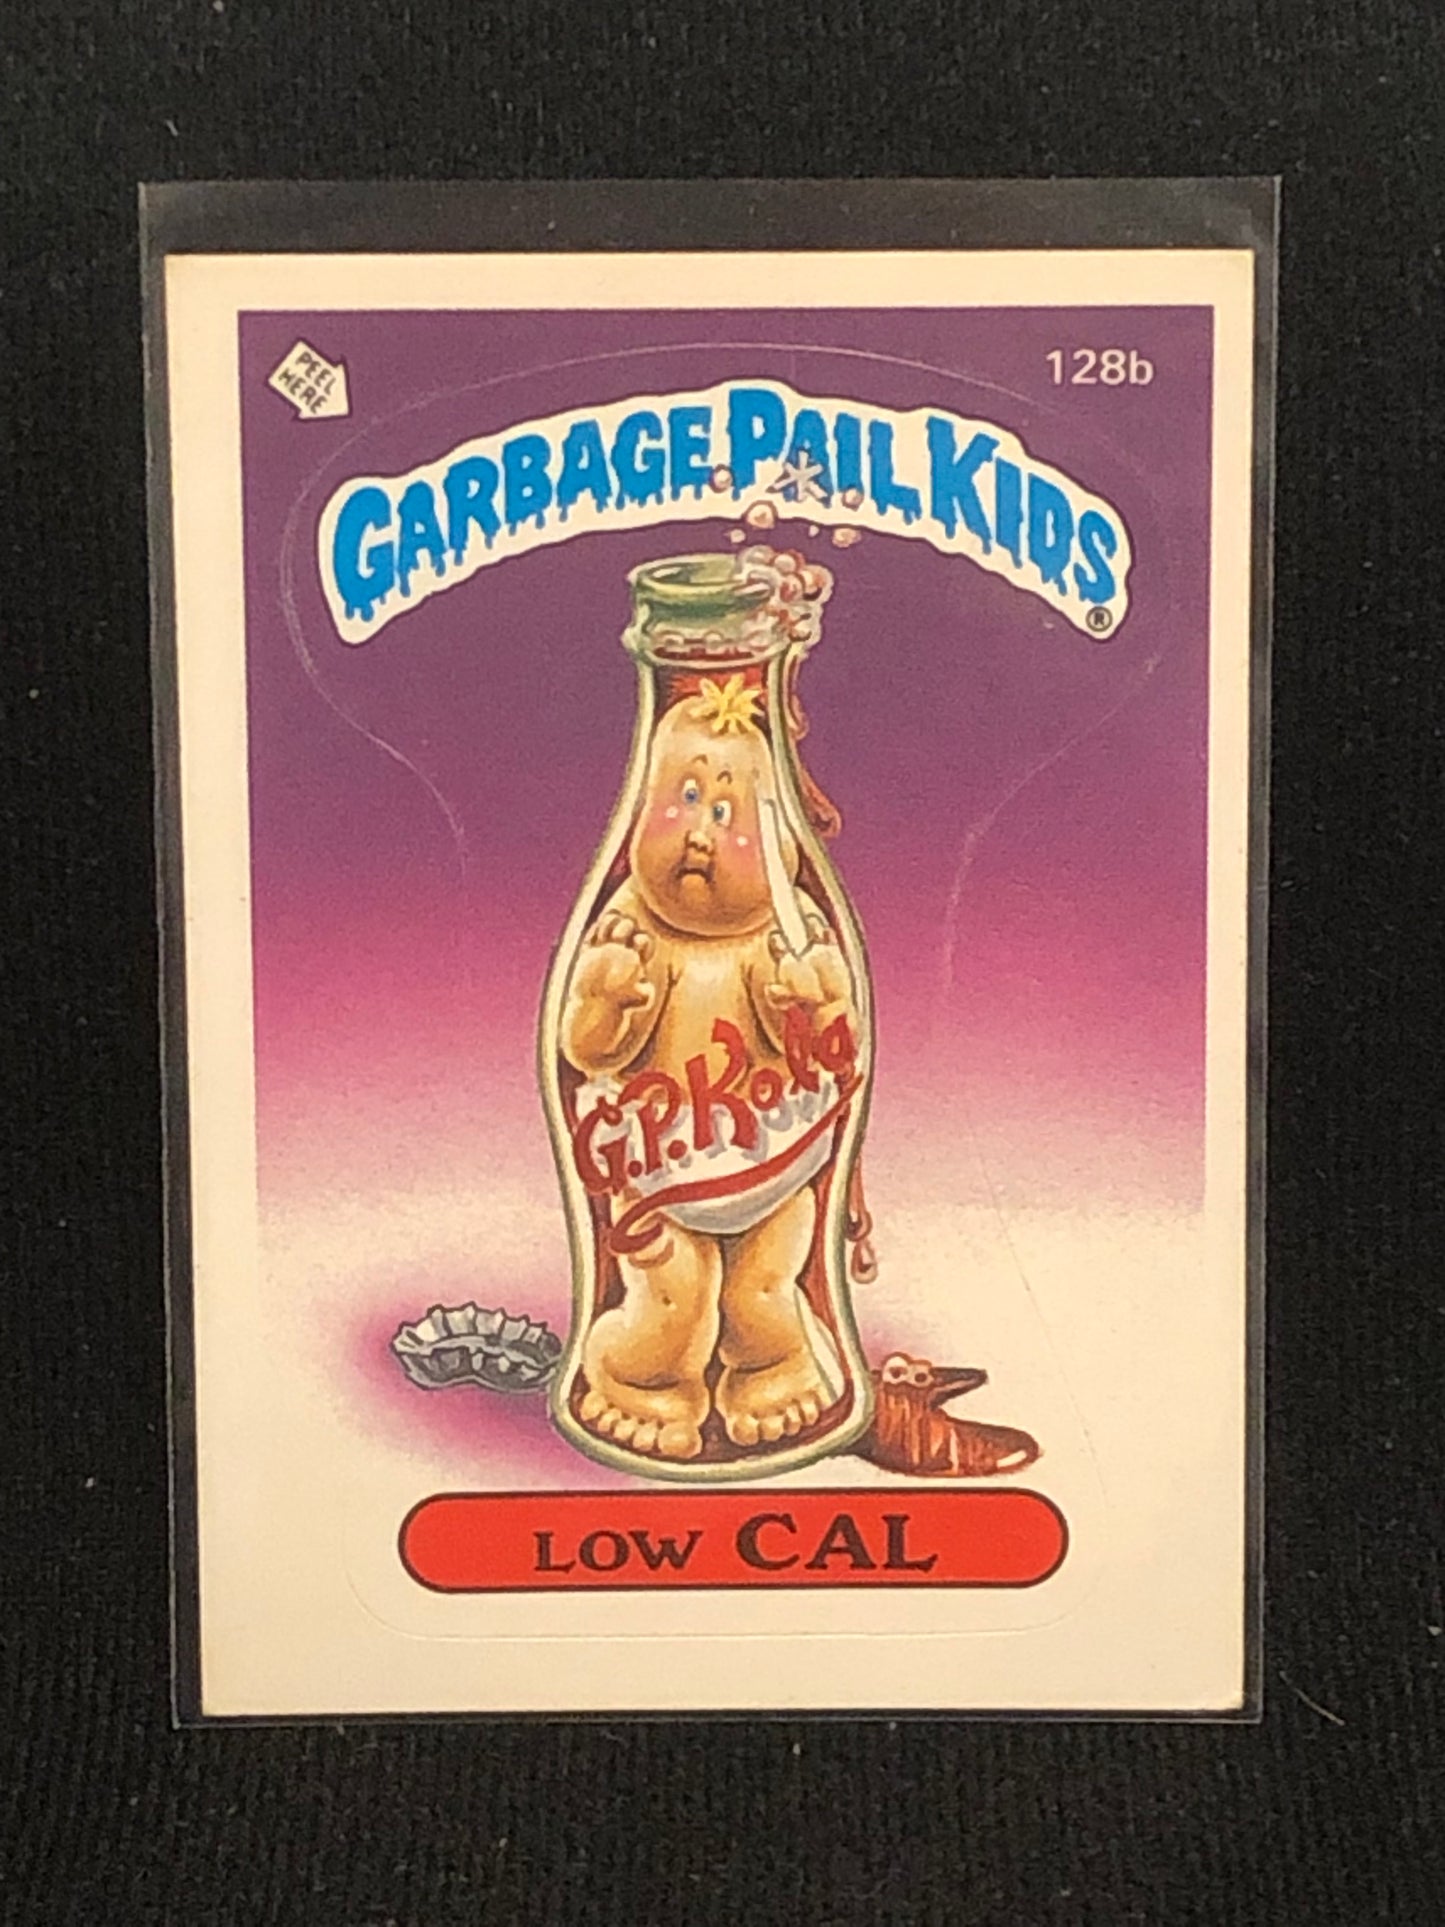 PEEL
HERE
128b
GARBAGE PAIL KIDS
®
G.P. Kola
LOW CAL